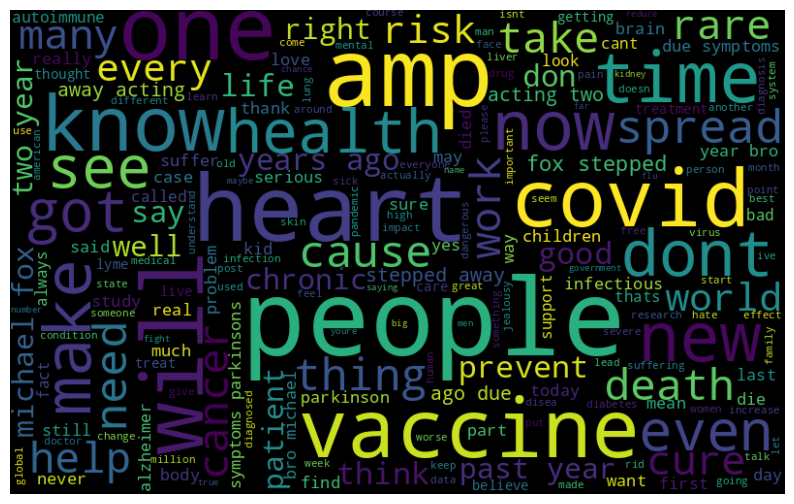 autoimmune
many
one
right
risk
take
rare
course
reduce
isnt
getting
come
man
face
brain
cant
due symptoms
mental
really
thought
every
love
chance
lung
amp
look
liver
drug
pain
kidney
time
don
away acting
life
different
learn
around
doesn
acting two
treatment
another
diagnosis
system
use
american
two year
know
health
thank
died
please
now
spread
far
see
suffer
old
years ago
everyone
may
important
fox stepped
year bro
case
actually
name
flu
person
month
called
understand
maybe
sick
serious
work
seem
point
best
got
say
heart
covid
bad
skin
pandemic
sure
high
impact
dangerous
children
virus
said
well
kid
yes
way
free
michael fox
always
lyme
infection
cause
good
dont
medical
problem
post
used
chronic
stepped away
infectious
government
live
make
will
state
someone
study
live
feel
saying
care
great
something
jealousy
support
thats
start
world
number
need
real
people
research
hate
effect
condition
youre
big
men
severe
new
much
fight
cancer
symptoms parkinsons
human
prevent
family
fact
treat
give
patient
thing
lead
suffering
death
last
alzheimer
bro michael
parkinson
ago due
today
mean
die
still
diagnosed
vaccine
disea
diabetes
women
increase
global
help
doctor
change
body
week
true
worse
part
put
even
cure
let
never
million
find
think
keep
data
past year
believe
made
want
rid
first
talk
going
day